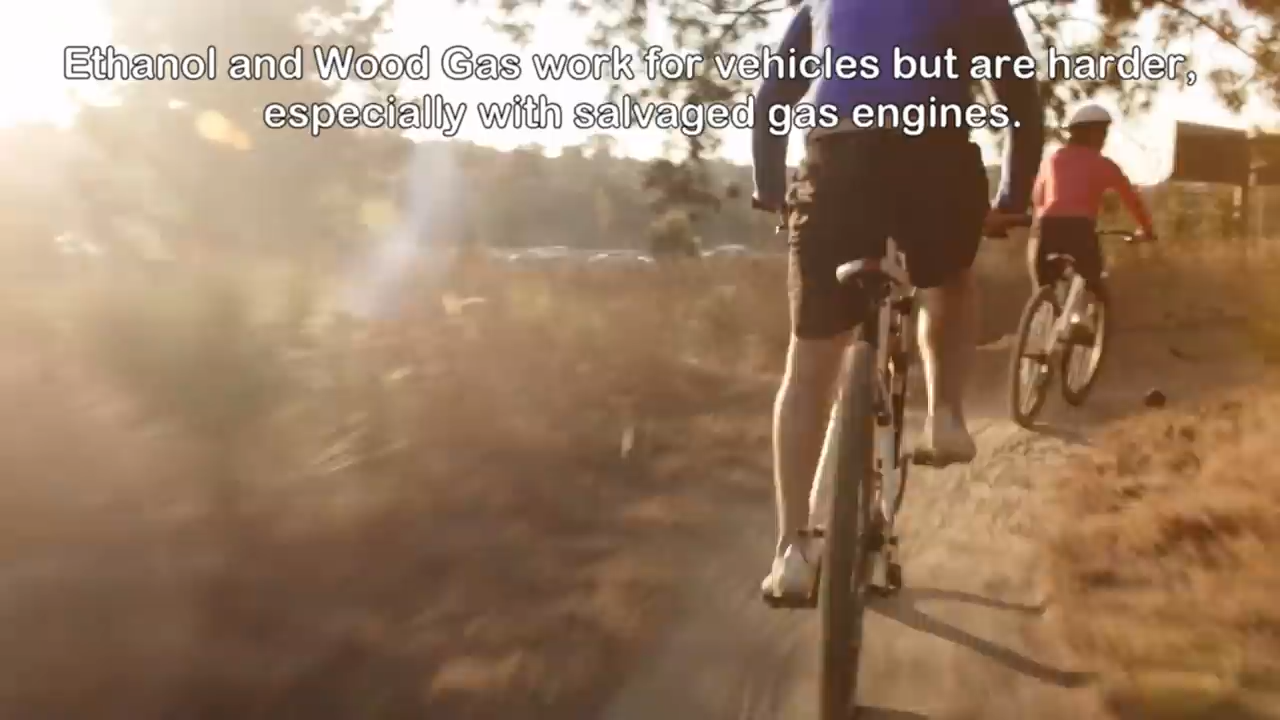 Ethanol and Wood Gas work for vehicles but are harder,
especially with salvaged gas engines.